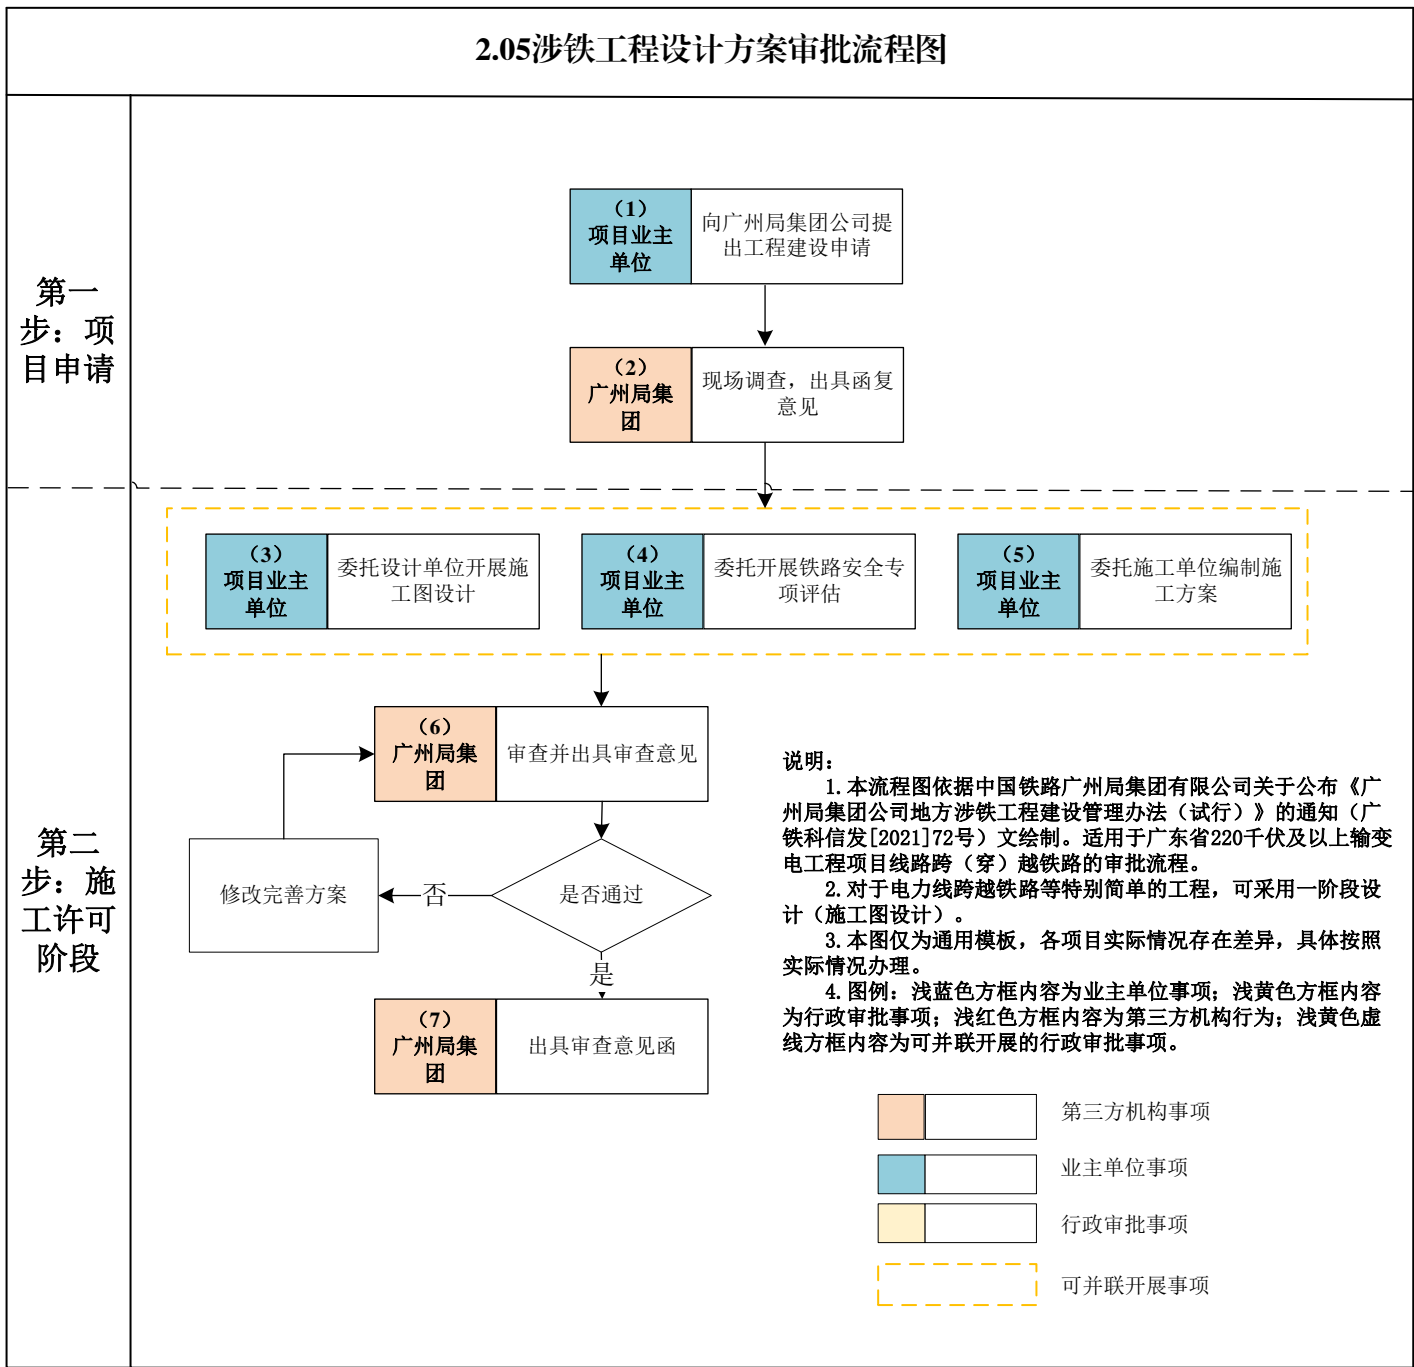 2.05涉铁工程设计方案审批流程图
第一
步：项
目申请
（1）
项目业主
单位
向广州局集团公司提
出工程建设申请
（2）
广州局集
团
现场调查，出具函复
意见
第二
步：施
工许可
阶段
（3）
项目业主
单位
委托设计单位开展施
工图设计
（4）
项目业主
单位
委托开展铁路安全专
项评估
（5）
项目业主
单位
委托施工单位编制施
工方案
（6）
广州局集
团
审查并出具审查意见
修改完善方案
否
是否通过
是
（7）
广州局集
团
出具审查意见函
说明：
1.本流程图依据中国铁路广州局集团有限公司关于公布《广
州局集团公司地方涉铁工程建设管理办法（试行）》的通知（广
铁科信发[2021]72号）文绘制。适用于广东省220千伏及以上输变
电工程项目线路跨（穿）越铁路的审批流程。
2.对于电力线跨越铁路等特别简单的工程，可采用一阶段设
计（施工图设计）。
3.本图仅为通用模板，各项目实际情况存在差异，具体按照
实际情况办理。
4.图例：浅蓝色方框内容为业主单位事项；浅黄色方框内容
为行政审批事项；浅红色方框内容为第三方机构行为；浅黄色虚
线方框内容为可并联开展的行政审批事项。
第三方机构事项
业主单位事项
行政审批事项
可并联开展事项